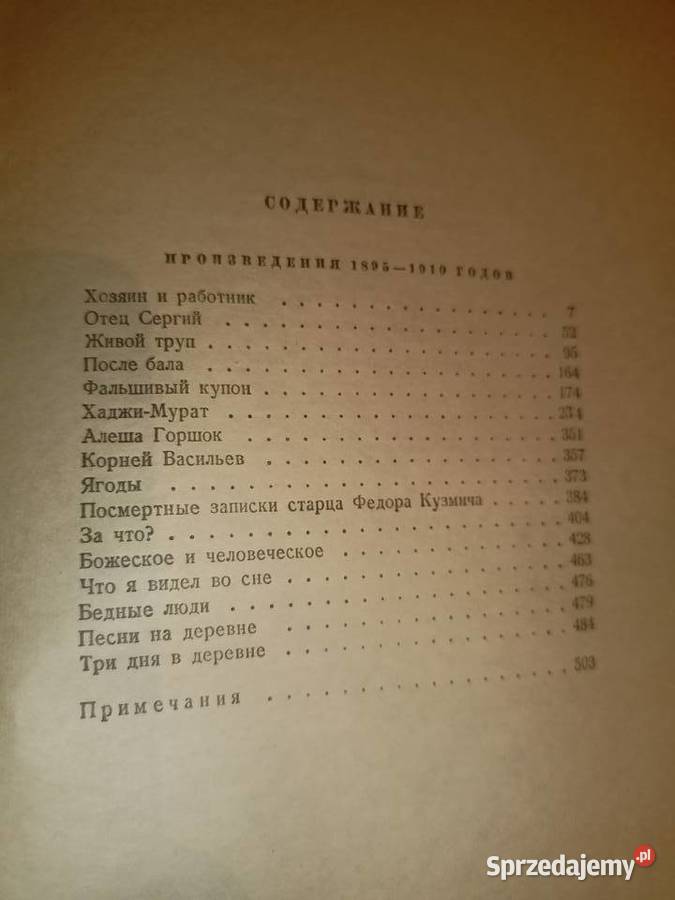 СОДЕРЖАНИЕ
ПРОИЗВЕДЕНИЯ 1895—1910 ГОДОВ
Хозяин и работник . . . . . . . . . . . . . . . 7
Отец Сергий . . . . . . . . . . . . . . . . . . 52
Живой труп . . . . . . . . . . . . . . . . . . 95
После бала . . . . . . . . . . . . . . . . . . 164
Фальшивый купон . . . . . . . . . . . . . . . . 174
Хаджи-Мурат . . . . . . . . . . . . . . . . . . 234
Алеша Горшок . . . . . . . . . . . . . . . . . 351
Корней Васильев . . . . . . . . . . . . . . . . 357
Ягоды . . . . . . . . . . . . . . . . . . . . . 373
Посмертные записки старца Федора Кузмича . . . . . 384
За что? . . . . . . . . . . . . . . . . . . . . 404
Божеское и человеческое . . . . . . . . . . . . 428
Что я видел во сне . . . . . . . . . . . . . . . 463
Бедные люди . . . . . . . . . . . . . . . . . . 476
Песни на деревне . . . . . . . . . . . . . . . . 479
Три дня в деревне . . . . . . . . . . . . . . . 484
Примечания . . . . . . . . . . . . . . . . . . 503
Sprzedajemy.pl